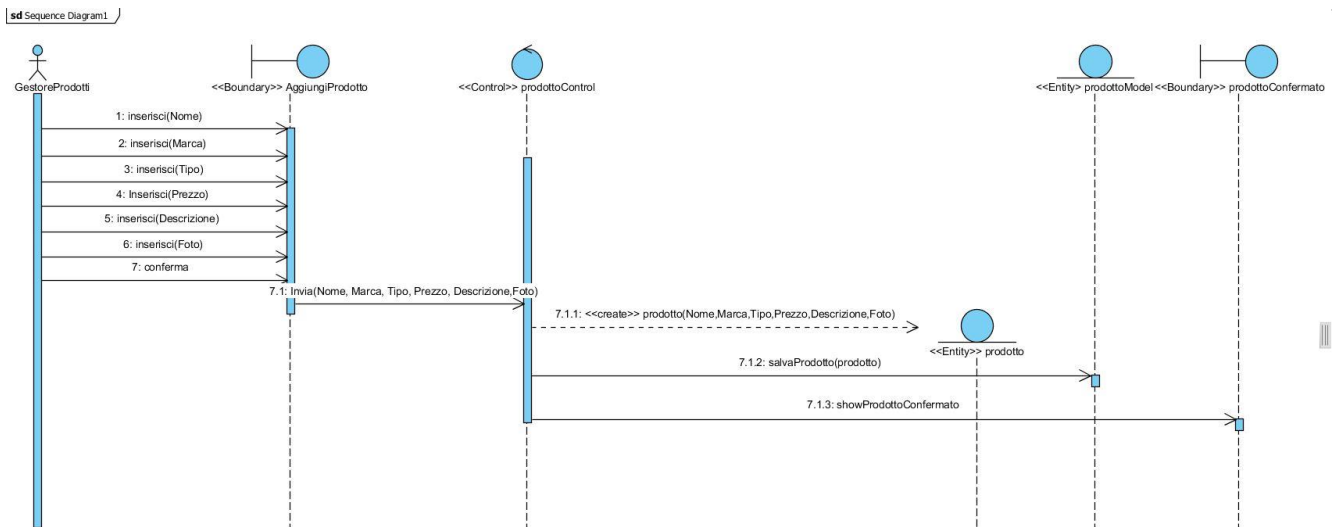 sd Sequence Diagram1
GestoreProdotti
<<Boundary>> AggiungiProdotto
<<Control>> prodottoControl
<<Entity> prodottoModel
<<Boundary>> prodottoConfermato
1: inserisci(Nome)
2: inserisci(Marca)
3: inserisci(Tipo)
4: Inserisci(Prezzo)
5: inserisci(Descrizione)
6: inserisci(Foto)
7: conferma
7.1: Invia(Nome, Marca, Tipo, Prezzo, Descrizione,Foto)
7.1.1: <<create>> prodotto(Nome,Marca,Tipo,Prezzo,Descrizione,Foto)
<<Entity>> prodotto
7.1.2: salvaProdotto(prodotto)
7.1.3: showProdottoConfermato